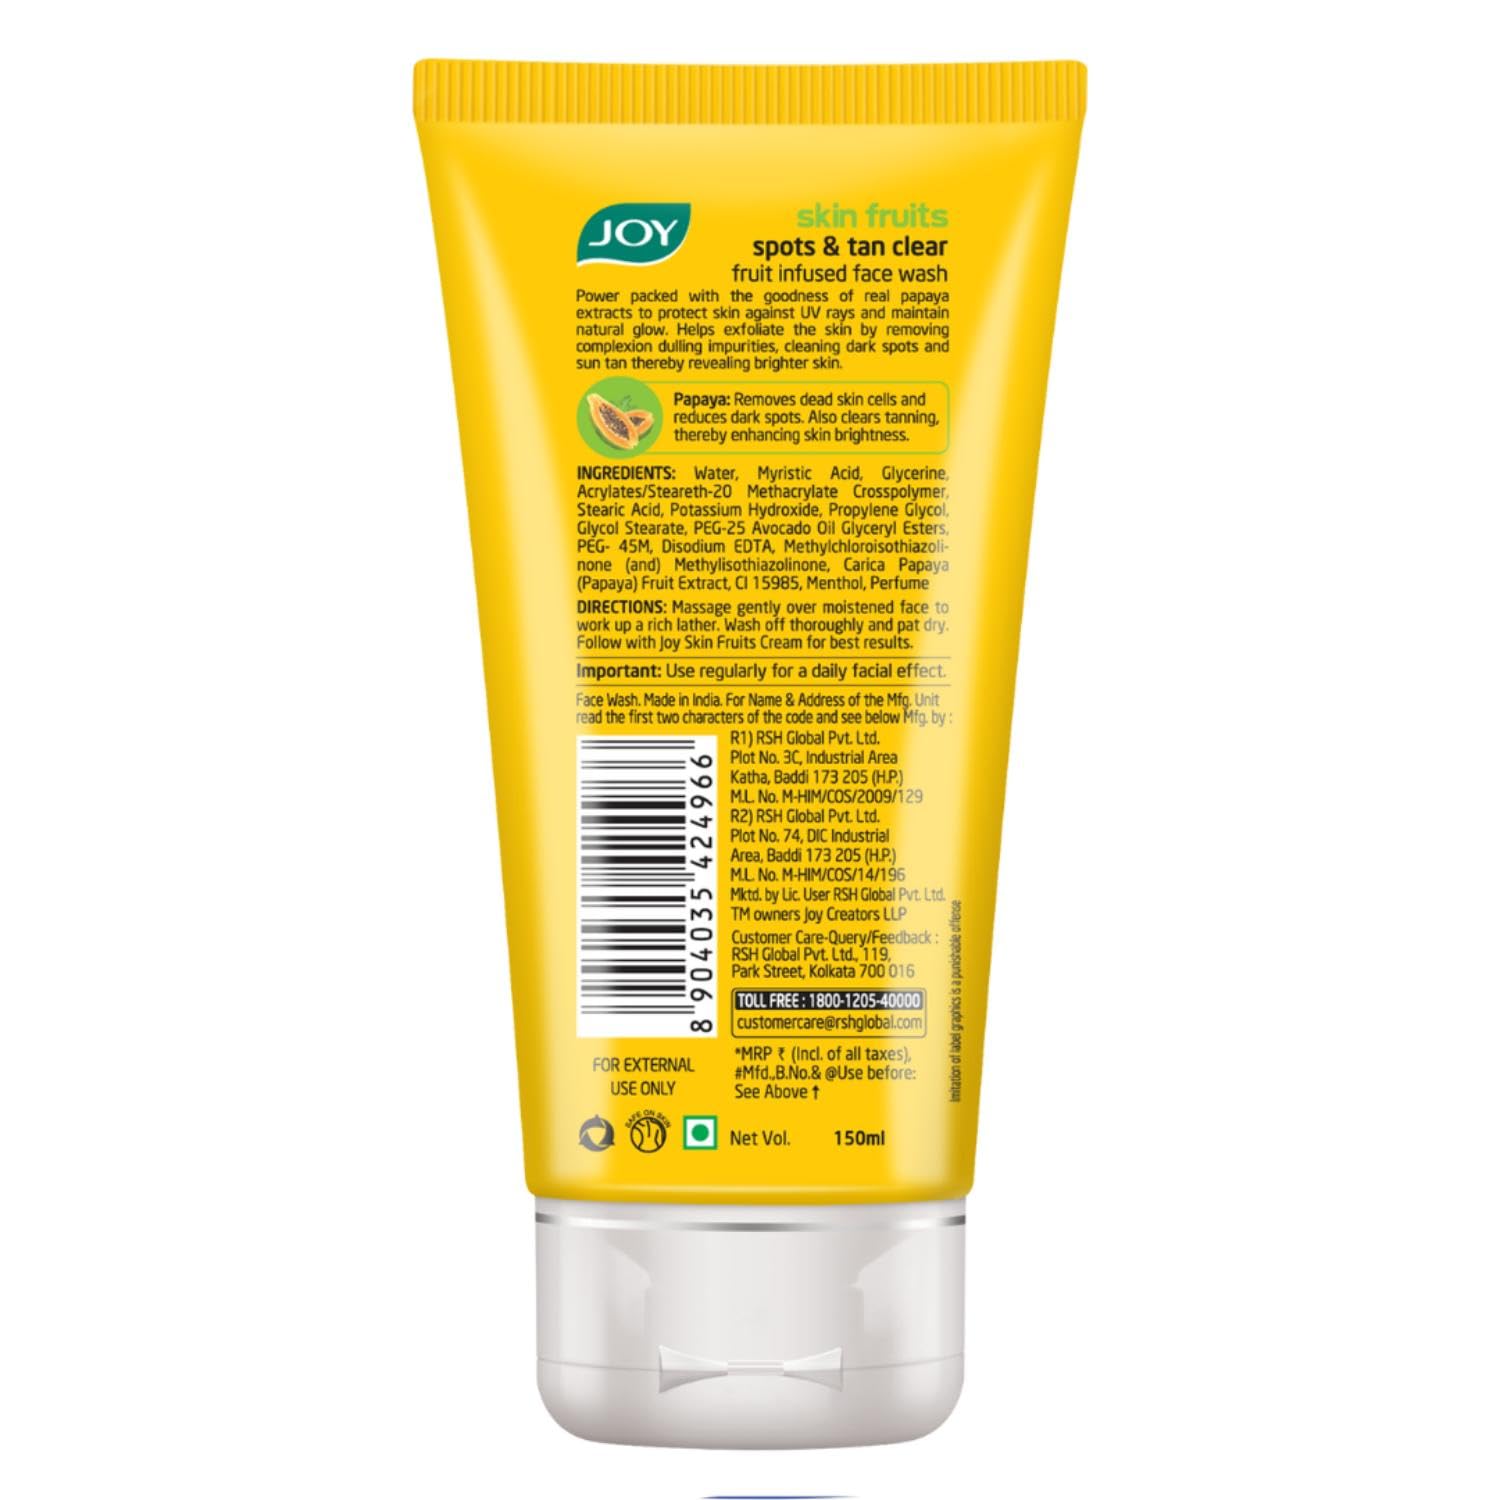 JOY
skin fruits
spots & tan clear
fruit infused face wash
Power packed with the goodness of real papaya
extracts to protect skin against UV rays and maintain
natural glow. Helps exfoliate the skin by removing
complexion dulling impurities, cleaning dark spots and
sun tan thereby revealing brighter skin.
Papaya: Removes dead skin cells and
reduces dark spots. Also clears tanning,
thereby enhancing skin brightness.
INGREDIENTS: Water, Myristic Acid, Glycerine,
Acrylates/Steareth-20 Methacrylate Crosspolymer,
Stearic Acid, Potassium Hydroxide, Propylene Glycol,
Glycol Stearate, PEG-25 Avocado Oil Glyceryl Esters,
PEG- 45M, Disodium EDTA, Methylchloroisothiazoli-
none (and) Methylisothiazolinone, Carica Papaya
(Papaya) Fruit Extract, CI 15985, Menthol, Perfume
DIRECTIONS: Massage gently over moistened face to
work up a rich lather. Wash off thoroughly and pat dry.
Follow with Joy Skin Fruits Cream for best results.
Important: Use regularly for a daily facial effect.
Face Wash. Made in India. For Name & Address of the Mfg. Unit
read the first two characters of the code and see below Mfg. by :
R1) RSH Global Pvt. Ltd.
Plot No. 3C, Industrial Area
Katha, Baddi 173 205 (H.P.)
M.L. No. M-HIM/COS/2009/129
R2) RSH Global Pvt. Ltd.
Plot No. 74, DIC Industrial
Area, Baddi 173 205 (H.P.)
M.L. No. M-HIM/COS/14/196
Mktd. by Lic. User RSH Global Pvt. Ltd.
TM owners Joy Creators LLP
Customer Care-Query/Feedback :
RSH Global Pvt. Ltd., 119,
Park Street, Kolkata 700 016
TOLL FREE : 1800-1205-40000
customercare@rshglobal.com
*MRP ₹ (Incl. of all taxes),
#Mfd.,B.No.& @Use before:
See Above ↑
8 904035 424966
FOR EXTERNAL
USE ONLY
SAFE ON SKIN
Net Vol. 150ml
Imitation of label graphics is a punishable offense